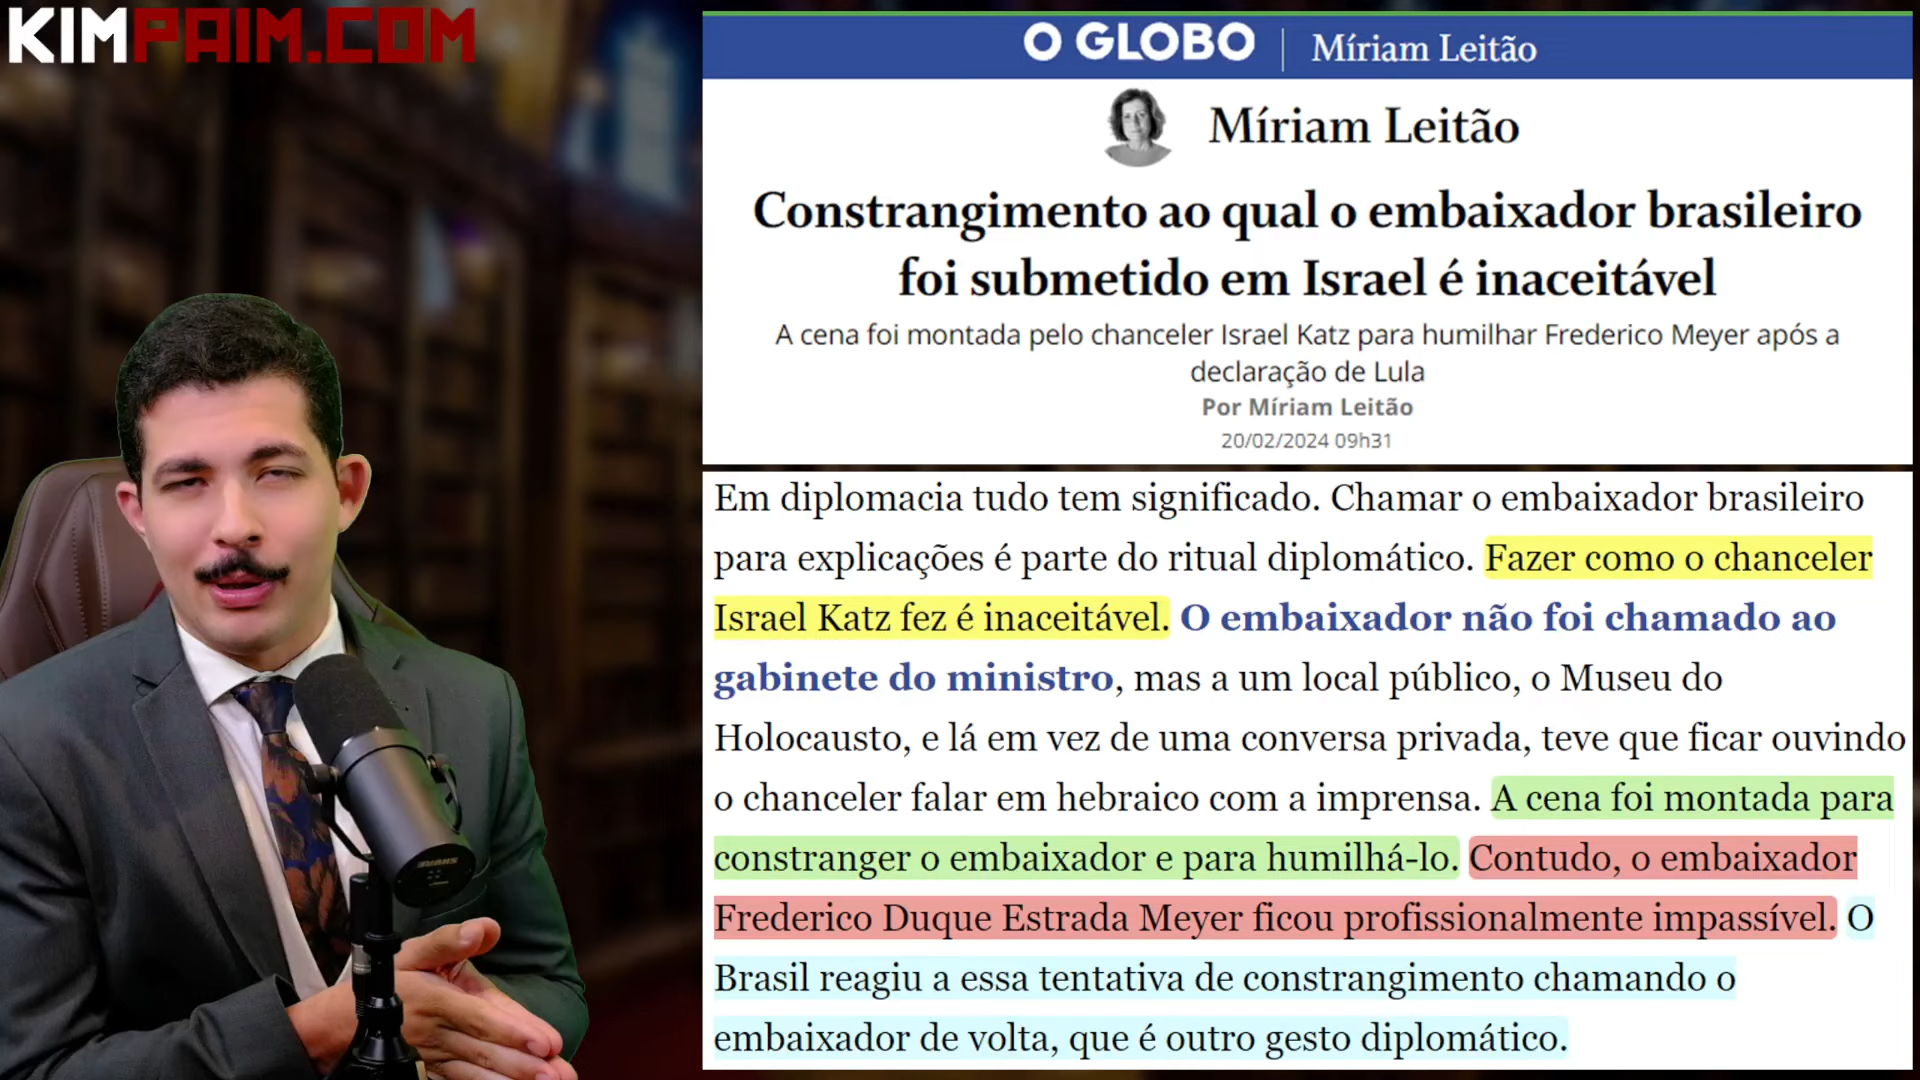 KIMPAIM.COM
O GLOBO | Míriam Leitão
Míriam Leitão
Constrangimento ao qual o embaixador brasileiro
foi submetido em Israel é inaceitável
A cena foi montada pelo chanceler Israel Katz para humilhar Frederico Meyer após a
declaração de Lula
Por Míriam Leitão
20/02/2024 09h31
Em diplomacia tudo tem significado. Chamar o embaixador brasileiro
para explicações é parte do ritual diplomático. Fazer como o chanceler
Israel Katz fez é inaceitável. O embaixador não foi chamado ao
gabinete do ministro, mas a um local público, o Museu do
Holocausto, e lá em vez de uma conversa privada, teve que ficar ouvindo
o chanceler falar em hebraico com a imprensa. A cena foi montada para
constranger o embaixador e para humilhá-lo. Contudo, o embaixador
Frederico Duque Estrada Meyer ficou profissionalmente impassível. O
Brasil reagiu a essa tentativa de constrangimento chamando o
embaixador de volta, que é outro gesto diplomático.